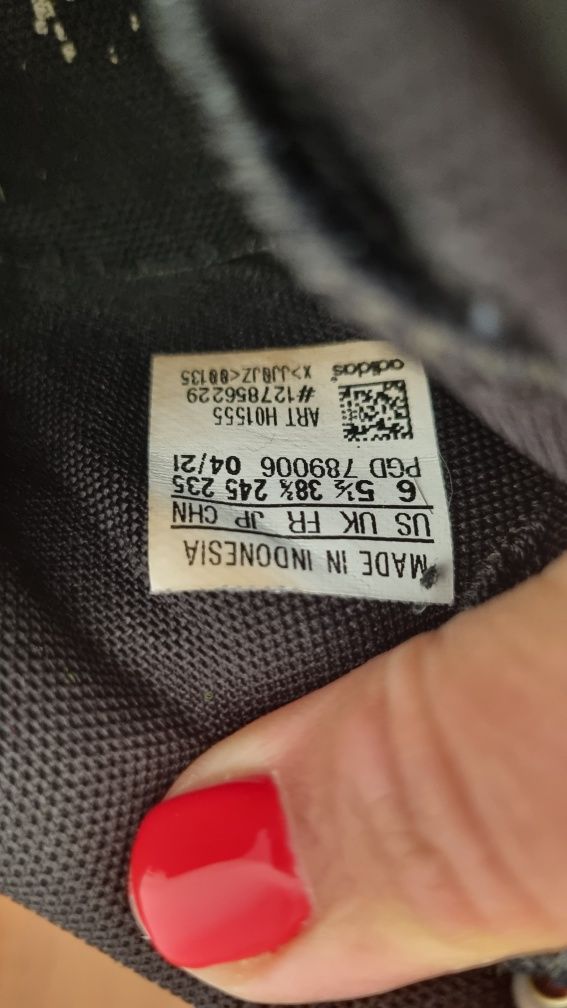 MADE IN INDONESIA
US UK FR JP CHN
6 5½ 38⅔ 245 235
PGD 789006 04/21
ART H01555
#127856229
X>JJ0JZ<00135
adidas